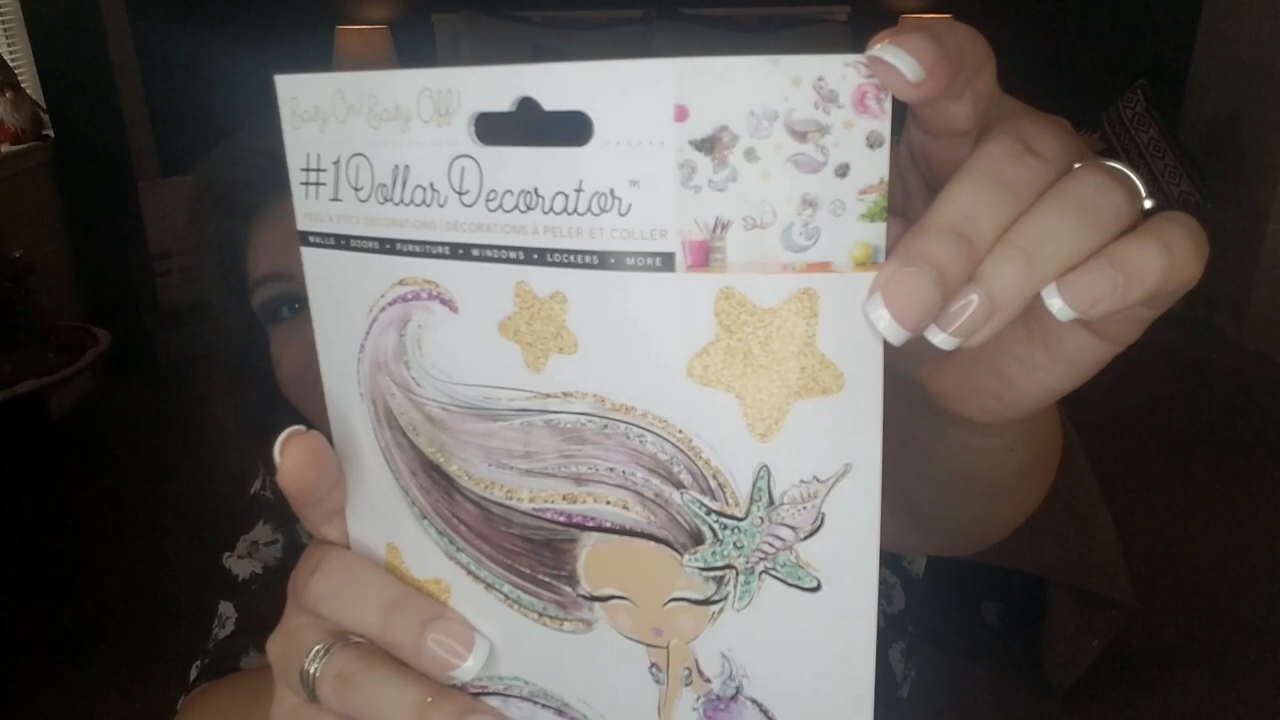 Easy On! Easy Off!
#1 Dollar Decorator™
PEEL & STICK DECORATIONS | DÉCORATIONS À PELER ET COLLER
WALLS • DOORS • FURNITURE • WINDOWS • LOCKERS • MORE